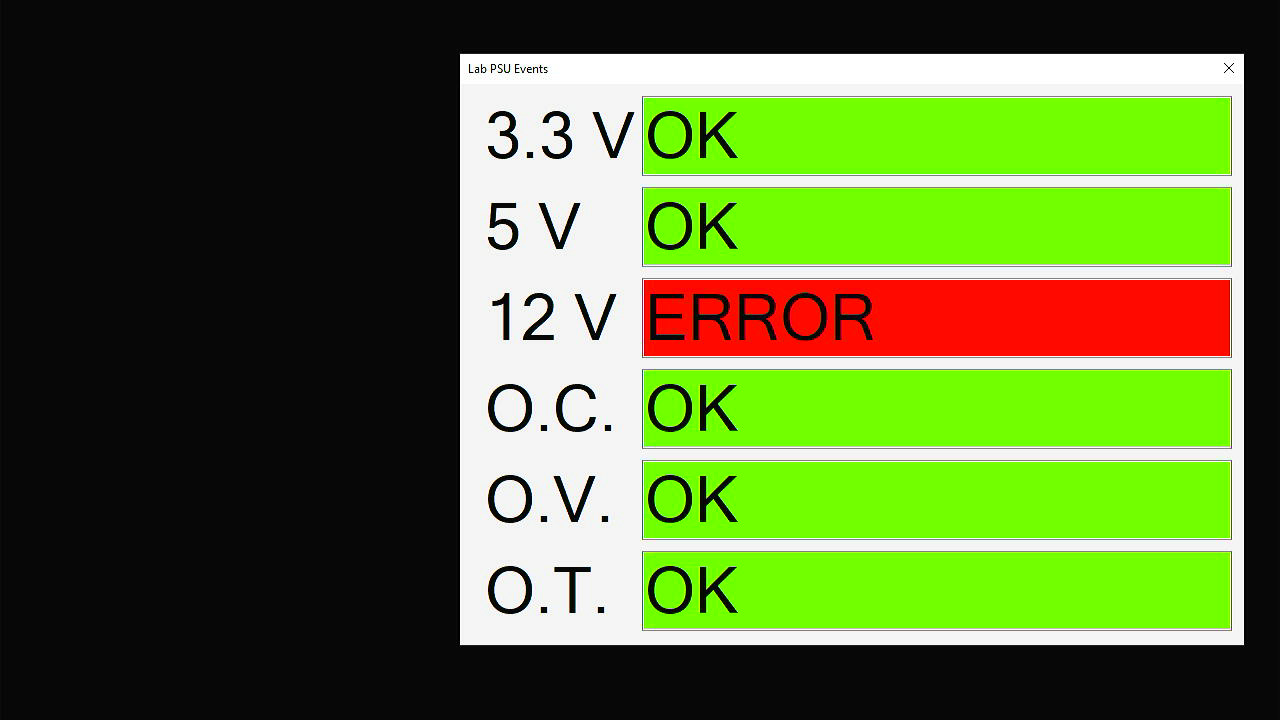 Lab PSU Events
3.3 V OK
5 V OK
12 V ERROR
O.C. OK
O.V. OK
O.T. OK